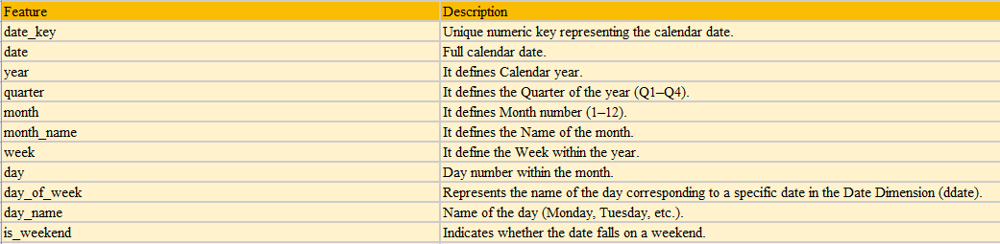 Feature Description
date_key Unique numeric key representing the calendar date.
date Full calendar date.
year It defines Calendar year.
quarter It defines the Quarter of the year (Q1–Q4).
month It defines Month number (1–12).
month_name It defines the Name of the month.
week It define the Week within the year.
day Day number within the month.
day_of_week Represents the name of the day corresponding to a specific date in the Date Dimension (ddate).
day_name Name of the day (Monday, Tuesday, etc.).
is_weekend Indicates whether the date falls on a weekend.